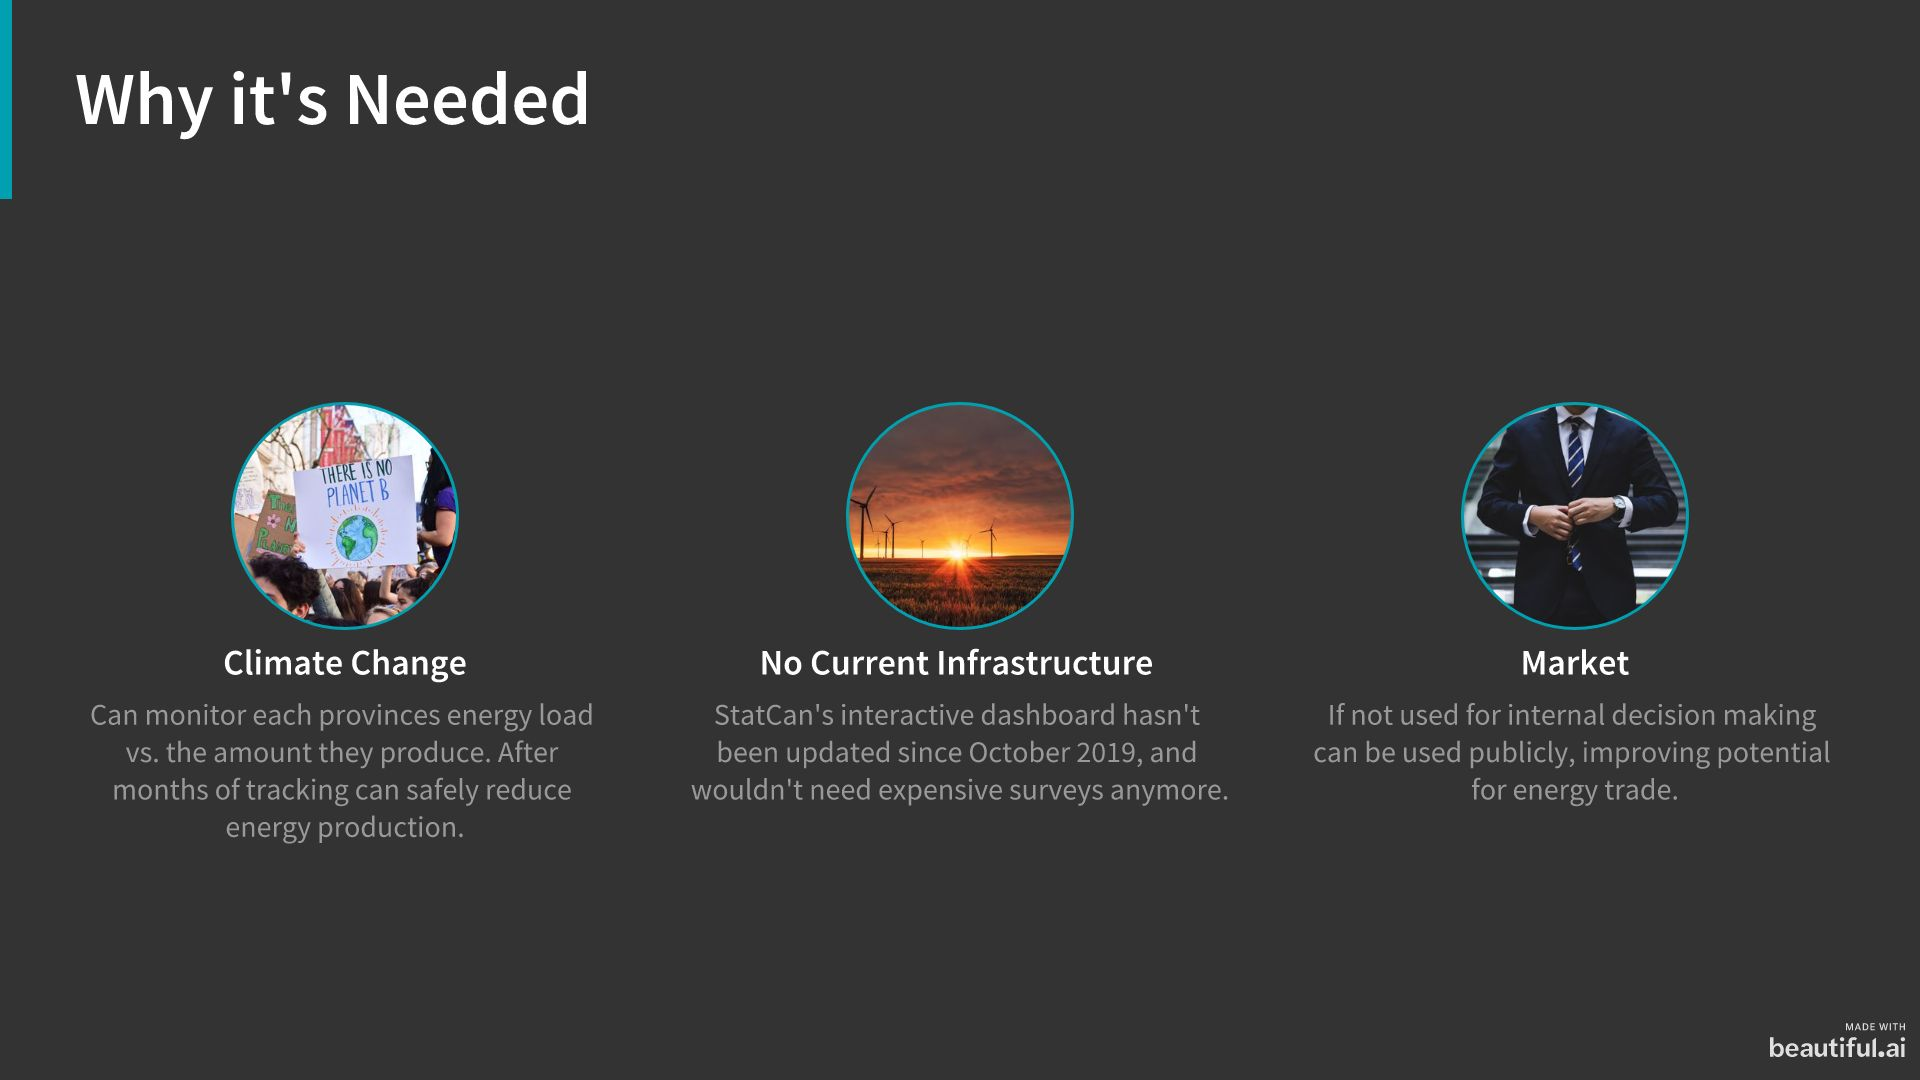 Why it's Needed
THERE IS NO
PLANET B
Climate Change
Can monitor each provinces energy load
vs. the amount they produce. After
months of tracking can safely reduce
energy production.
No Current Infrastructure
StatCan's interactive dashboard hasn't
been updated since October 2019, and
wouldn't need expensive surveys anymore.
Market
If not used for internal decision making
can be used publicly, improving potential
for energy trade.
MADE WITH
beautiful.ai